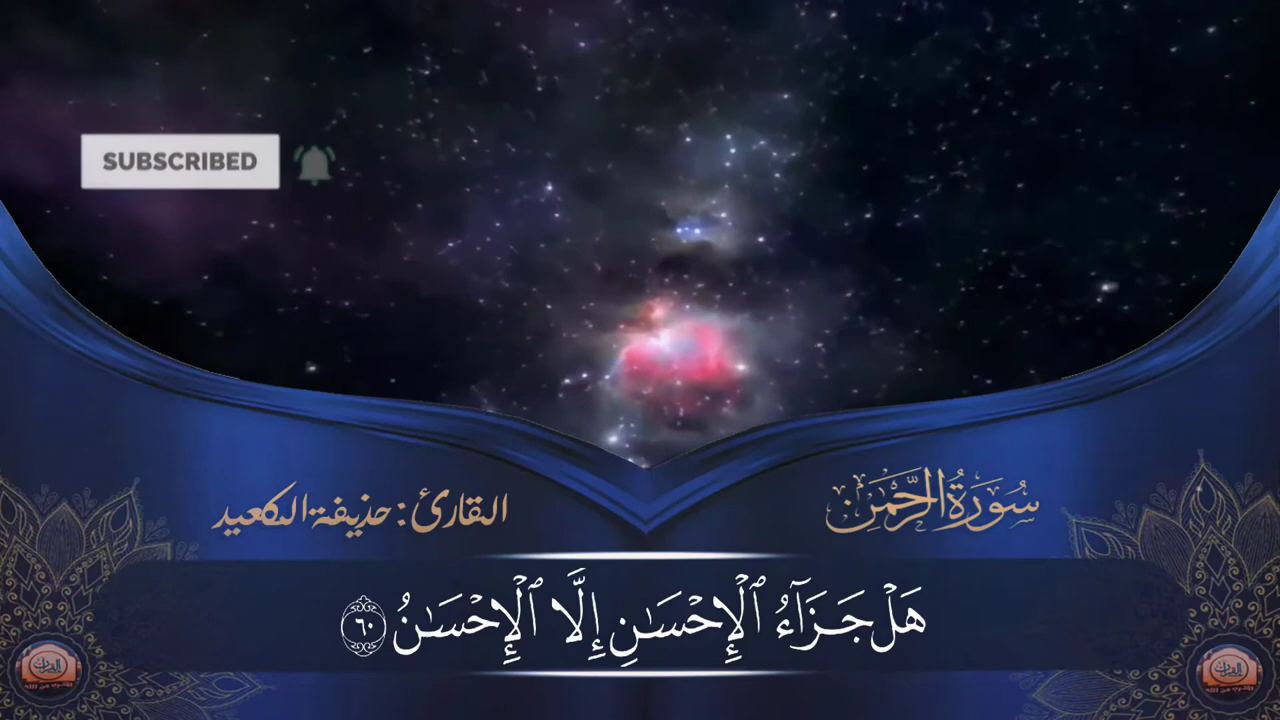 SUBSCRIBED
سُورَةُ الرَّحْمَٰن
القارئ : حذيفة الكعيد
هَلْ جَزَآءُ ٱلْإِحْسَٰنِ إِلَّا ٱلْإِحْسَٰنُ ٦٠